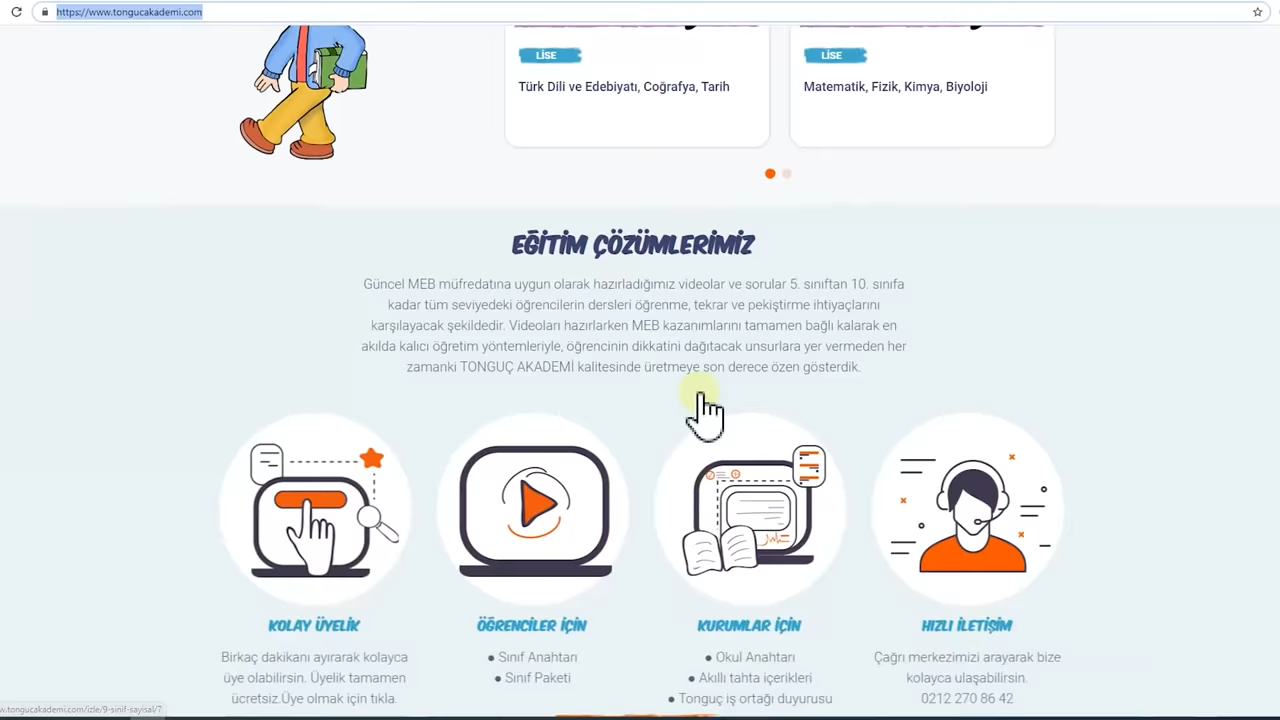 https://www.tongucakademi.com
LİSE
LİSE
Türk Dili ve Edebiyatı, Coğrafya, Tarih
Matematik, Fizik, Kimya, Biyoloji
EĞİTİM ÇÖZÜMLERİMİZ
Güncel MEB müfredatına uygun olarak hazırladığımız videolar ve sorular 5. sınıftan 10. sınıfa
kadar tüm seviyedeki öğrencilerin dersleri öğrenme, tekrar ve pekiştirme ihtiyaçlarını
karşılayacak şekildedir. Videoları hazırlarken MEB kazanımlarını tamamen bağlı kalarak en
akılda kalıcı öğretim yöntemleriyle, öğrencinin dikkatini dağıtacak unsurlara yer vermeden her
zamanki TONGUÇ AKADEMİ kalitesinde üretmeye son derece özen gösterdik.
KOLAY ÜYELİK
Birkaç dakikanı ayırarak kolayca
üye olabilirsin. Üyelik tamamen
ücretsiz.Üye olmak için tıkla.
ÖĞRENCİLER İÇİN
● Sınıf Anahtarı
● Sınıf Paketi
KURUMLAR İÇİN
● Okul Anahtarı
● Akıllı tahta içerikleri
● Tonguç iş ortağı duyurusu
HIZLI İLETİŞİM
Çağrı merkezimizi arayarak bize
kolayca ulaşabilirsin.
0212 270 86 42
w.tongucakademi.com/izle/9-sinif-sayisal/7